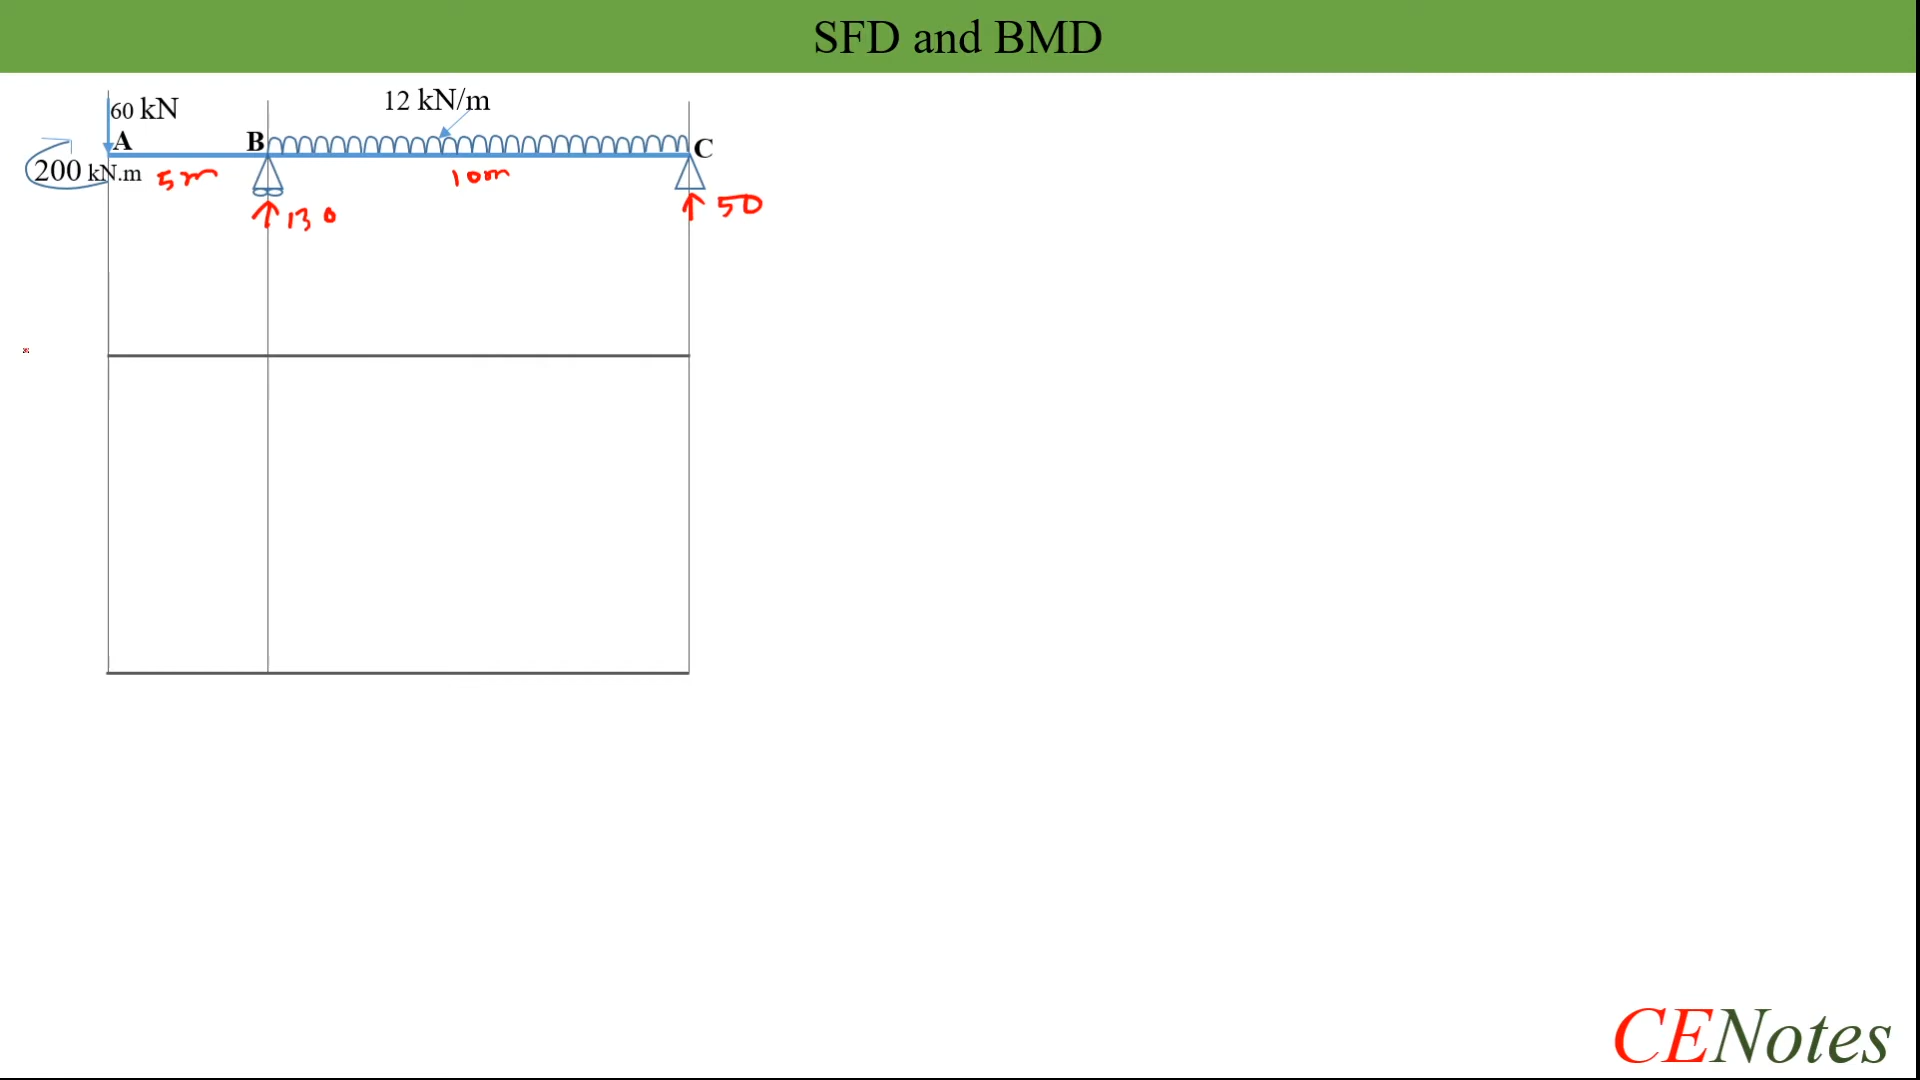 SFD and BMD
60 kN
12 kN/m
A
B
C
200 kN.m
5m
10m
130
50
CENotes